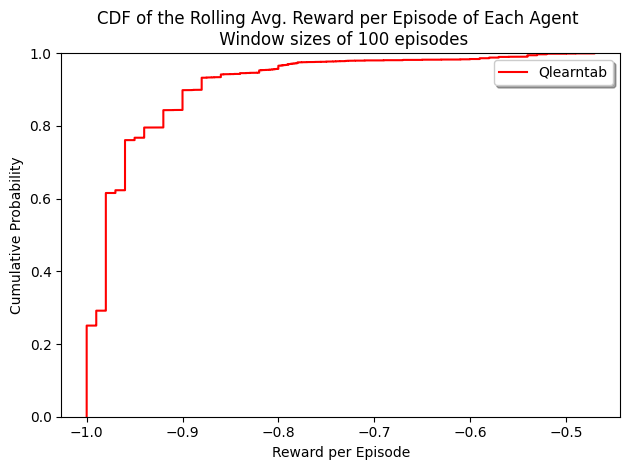 CDF of the Rolling Avg. Reward per Episode of Each Agent
Window sizes of 100 episodes
Qlearntab
1.0
0.8
0.6
0.4
0.2
0.0
Cumulative Probability
−1.0 −0.9 −0.8 −0.7 −0.6 −0.5
Reward per Episode